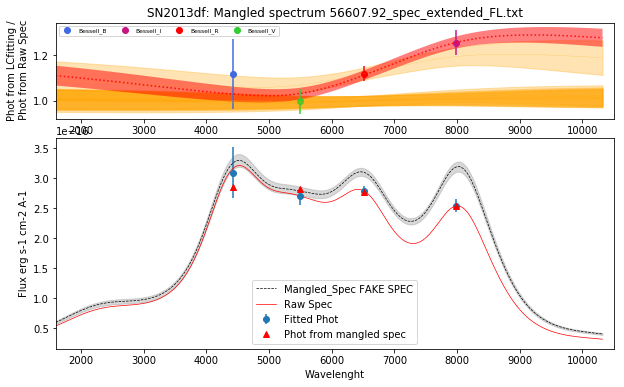 SN2013df: Mangled spectrum 56607.92_spec_extended_FL.txt
Phot from LCfitting /
Phot from Raw Spec
Bessell_B Bessell_I Bessell_R Bessell_V
1.2
1.0
2000 3000 4000 5000 6000 7000 8000 9000 10000
1e-16
Flux erg s-1 cm-2 A-1
3.5
3.0
2.5
2.0
1.5
1.0
0.5
Mangled_Spec FAKE SPEC
Raw Spec
Fitted Phot
Phot from mangled spec
2000 3000 4000 5000 6000 7000 8000 9000 10000
Wavelenght